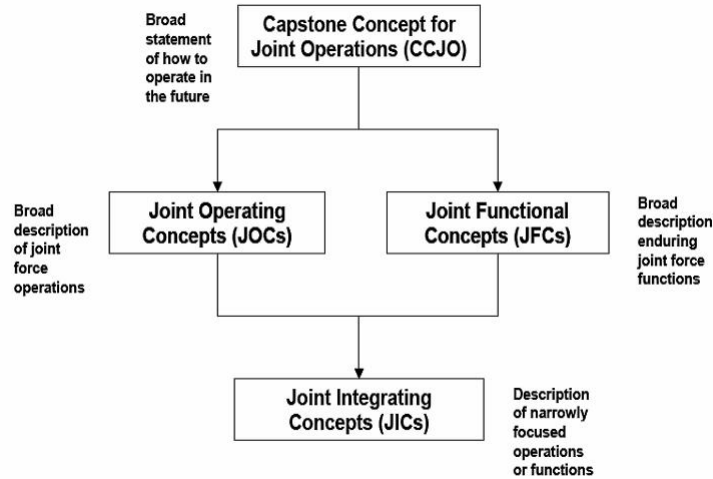 Broad
statement
of how to
operate in
the future
Capstone Concept for
Joint Operations (CCJO)
Broad
description
of joint
force
operations
Joint Operating
Concepts (JOCs)
Joint Functional
Concepts (JFCs)
Broad
description
enduring
joint force
functions
Joint Integrating
Concepts (JICs)
Description
of narrowly
focused
operations
or functions